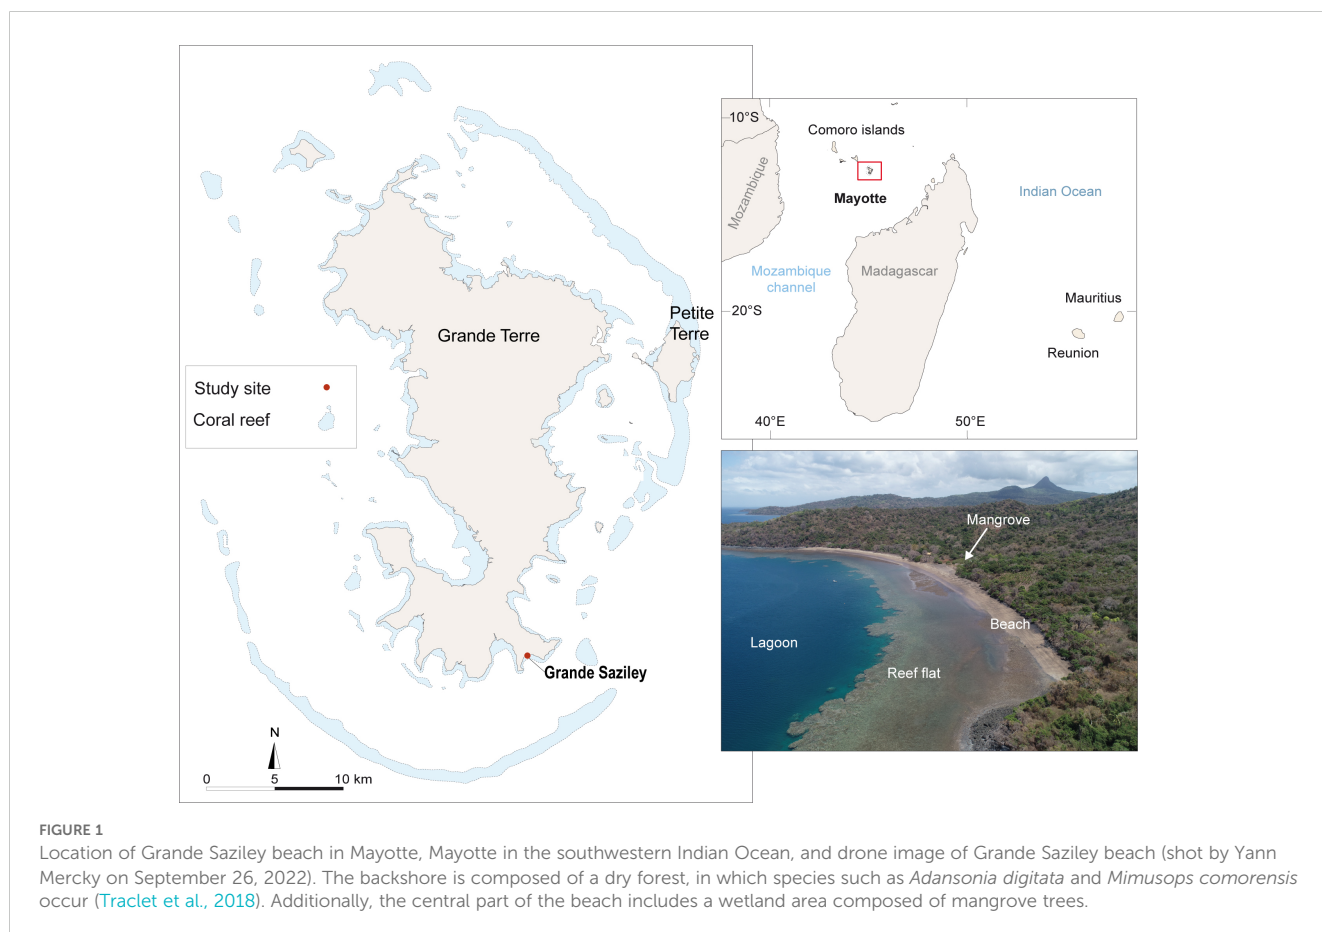 Grande Terre
Petite
Terre
Study site
Coral reef
Grande Saziley
N
0 5 10 km
10°S
Comoro islands
Mozambique
Mayotte
Indian Ocean
Mozambique
channel
Madagascar
Mauritius
20°S
Reunion
40°E 50°E
Mangrove
Beach
Lagoon
Reef flat
FIGURE 1
Location of Grande Saziley beach in Mayotte, Mayotte in the southwestern Indian Ocean, and drone image of Grande Saziley beach (shot by Yann
Mercky on September 26, 2022). The backshore is composed of a dry forest, in which species such as Adansonia digitata and Mimusops comorensis
occur (Traclet et al., 2018). Additionally, the central part of the beach includes a wetland area composed of mangrove trees.